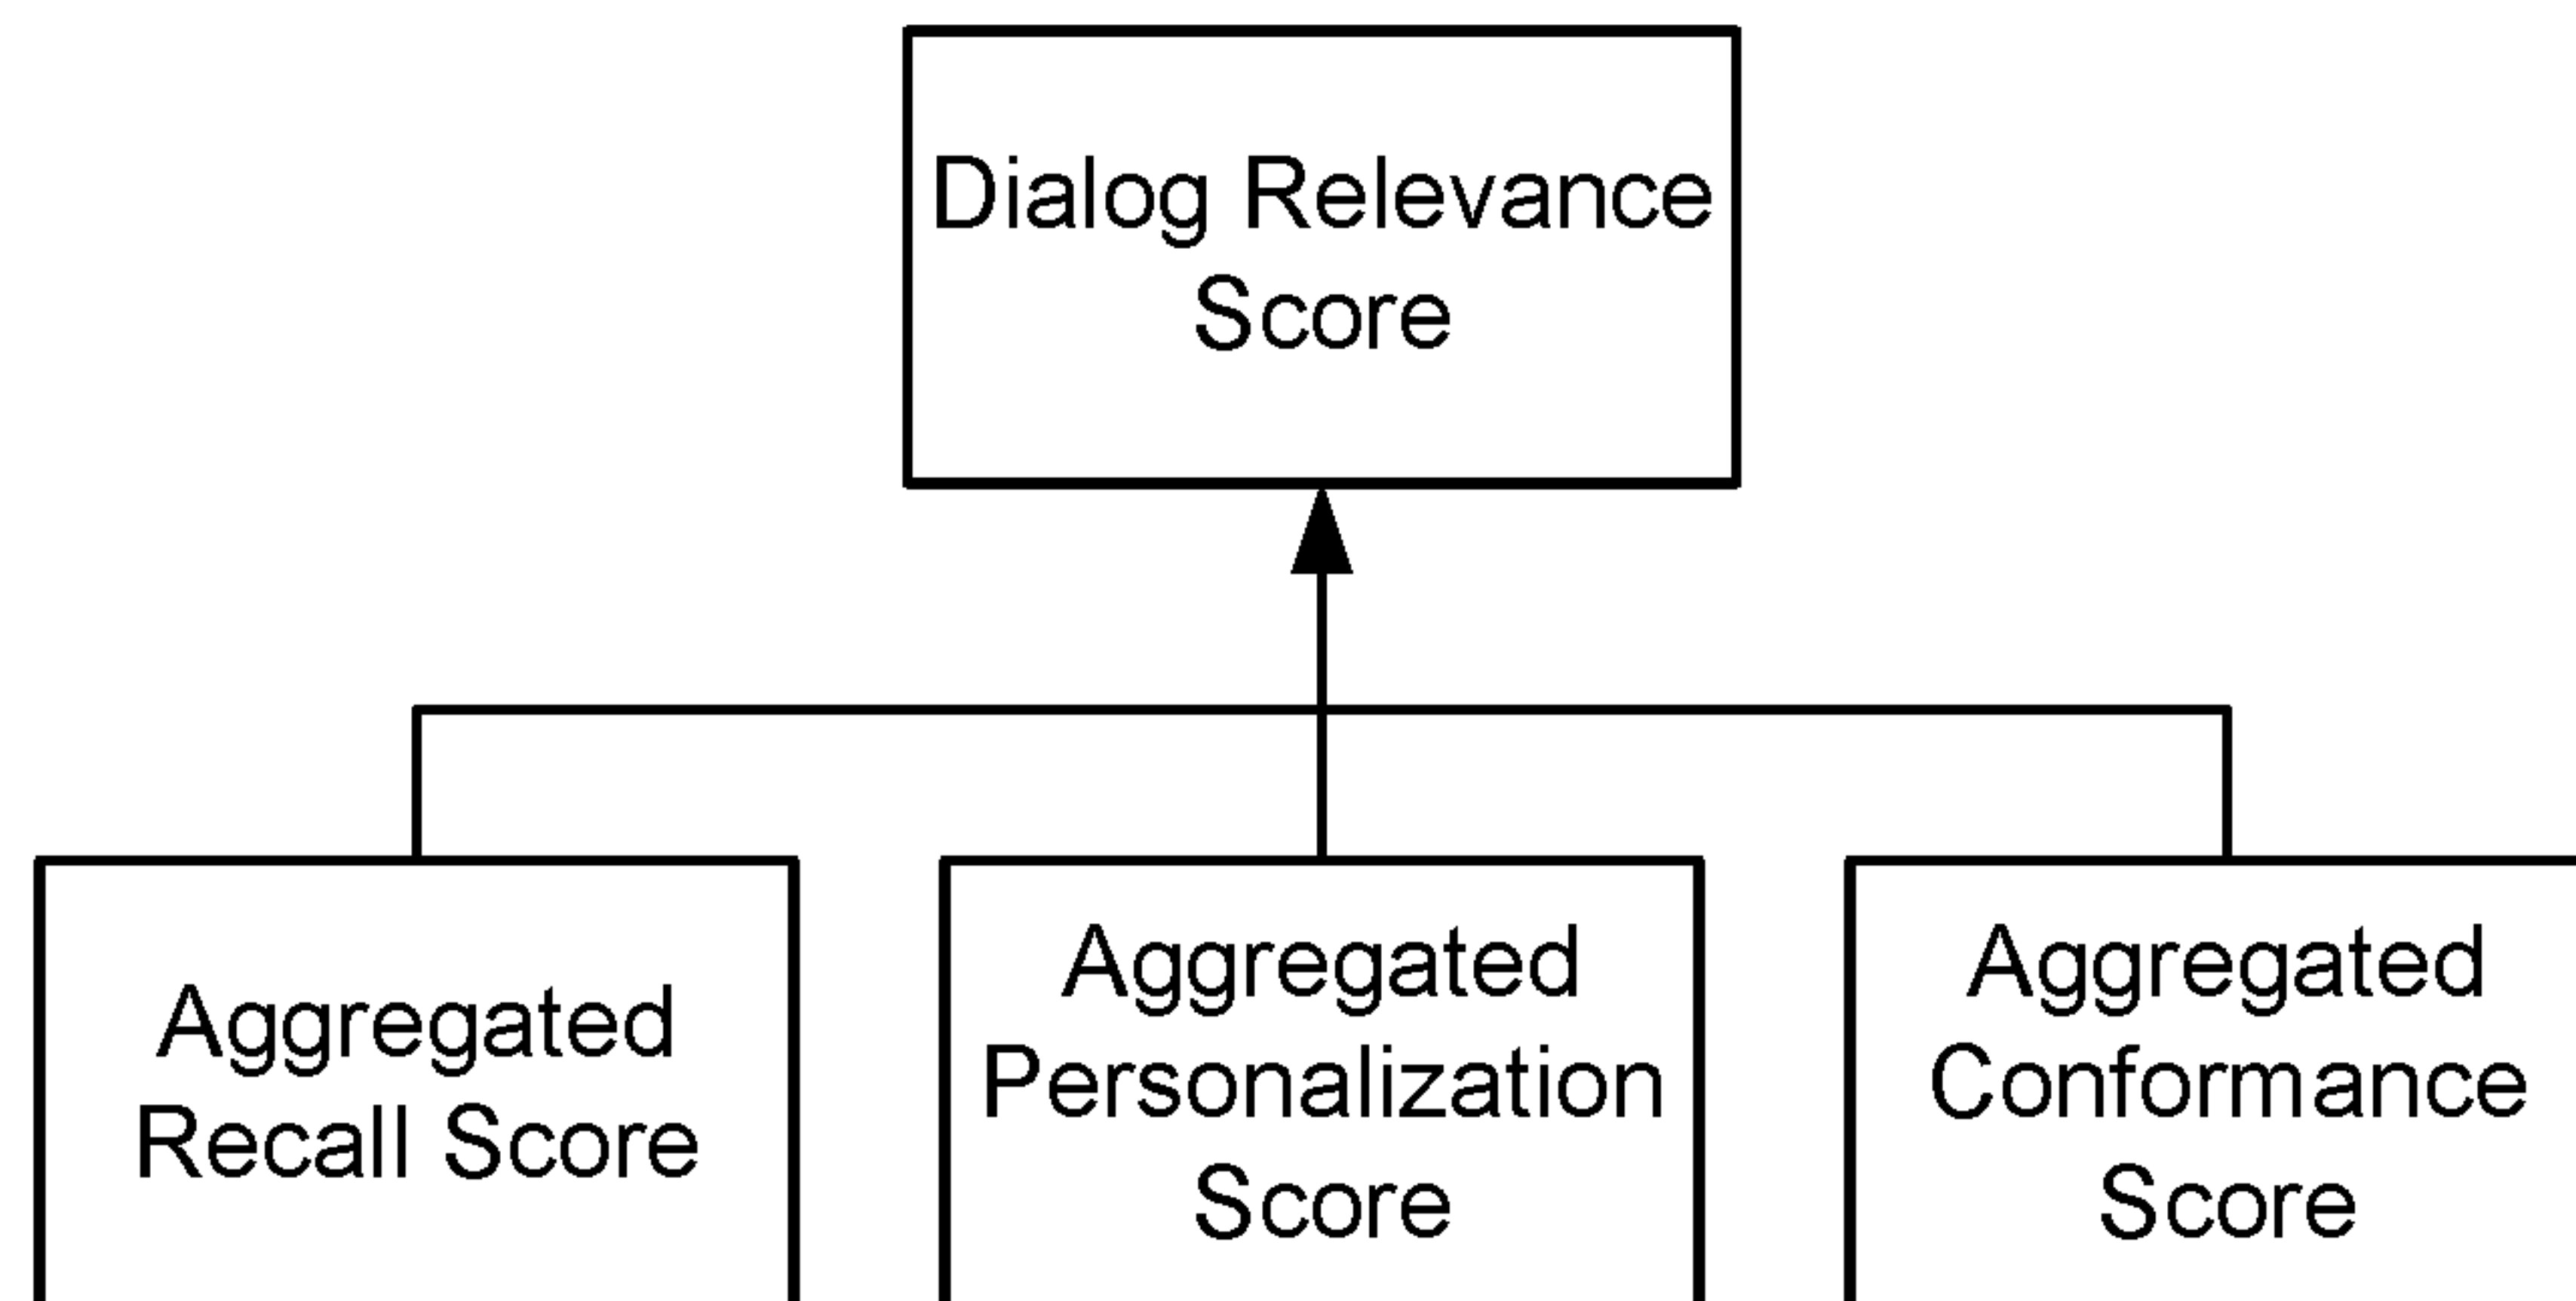 Dialog Relevance
Score
Aggregated
Recall Score
Aggregated
Personalization
Score
Aggregated
Conformance
Score